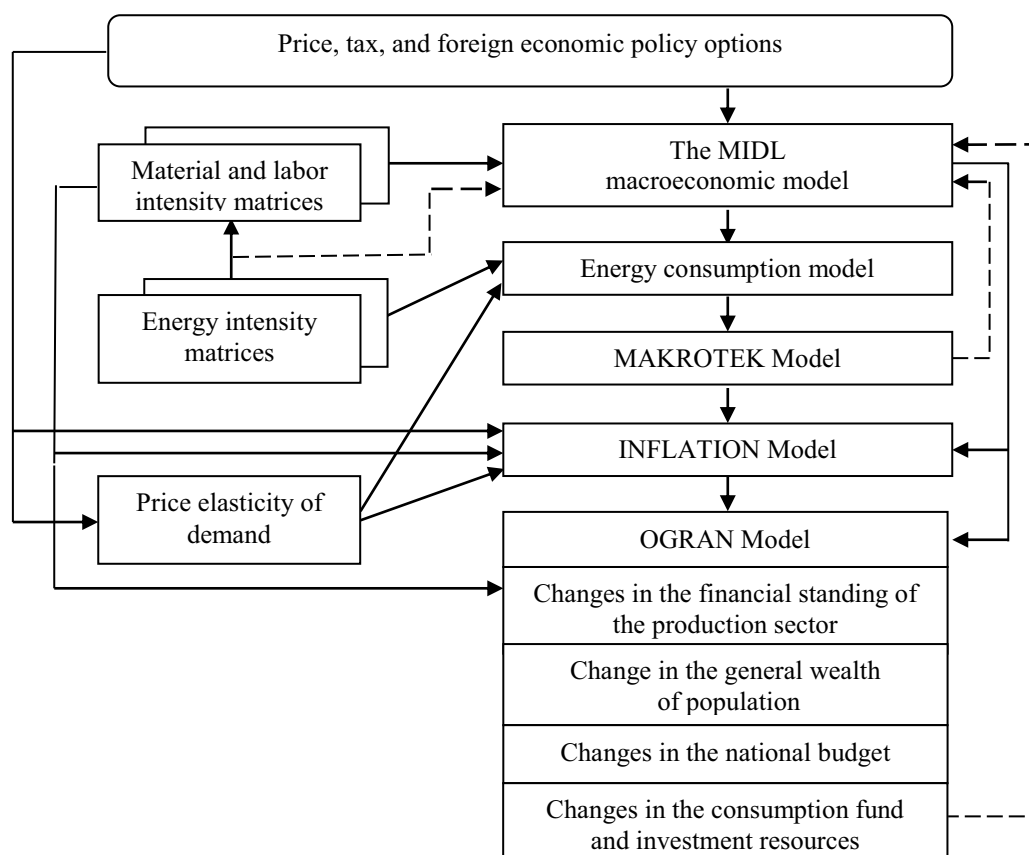 Price, tax, and foreign economic policy options
The MIDL
macroeconomic model
Material and labor
intensity matrices
Energy consumption model
Energy intensity
matrices
MAKROTEK Model
INFLATION Model
Price elasticity of
demand
OGRAN Model
Changes in the financial standing of
the production sector
Change in the general wealth
of population
Changes in the national budget
Changes in the consumption fund
and investment resources